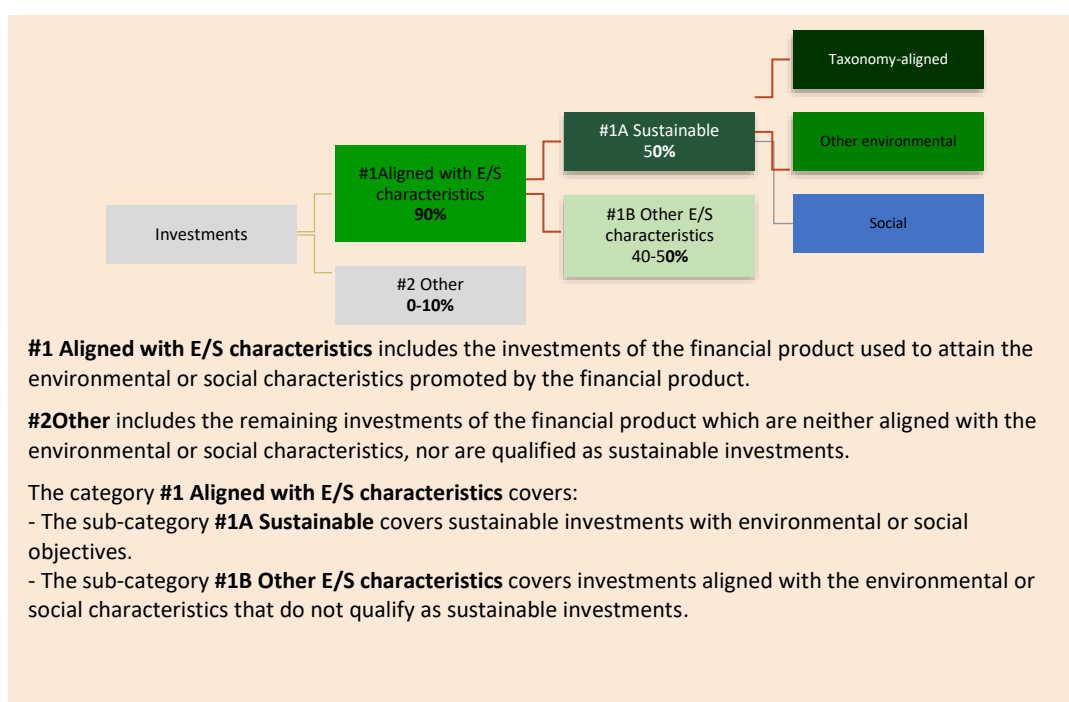 Taxonomy-aligned
#1A Sustainable
50%
Other environmental
#1Aligned with E/S
characteristics
90%
#1B Other E/S
characteristics
40-50%
Social
Investments
#2 Other
0-10%
#1 Aligned with E/S characteristics includes the investments of the financial product used to attain the
environmental or social characteristics promoted by the financial product.
#2Other includes the remaining investments of the financial product which are neither aligned with the
environmental or social characteristics, nor are qualified as sustainable investments.
The category #1 Aligned with E/S characteristics covers:
- The sub-category #1A Sustainable covers sustainable investments with environmental or social
objectives.
- The sub-category #1B Other E/S characteristics covers investments aligned with the environmental or
social characteristics that do not qualify as sustainable investments.